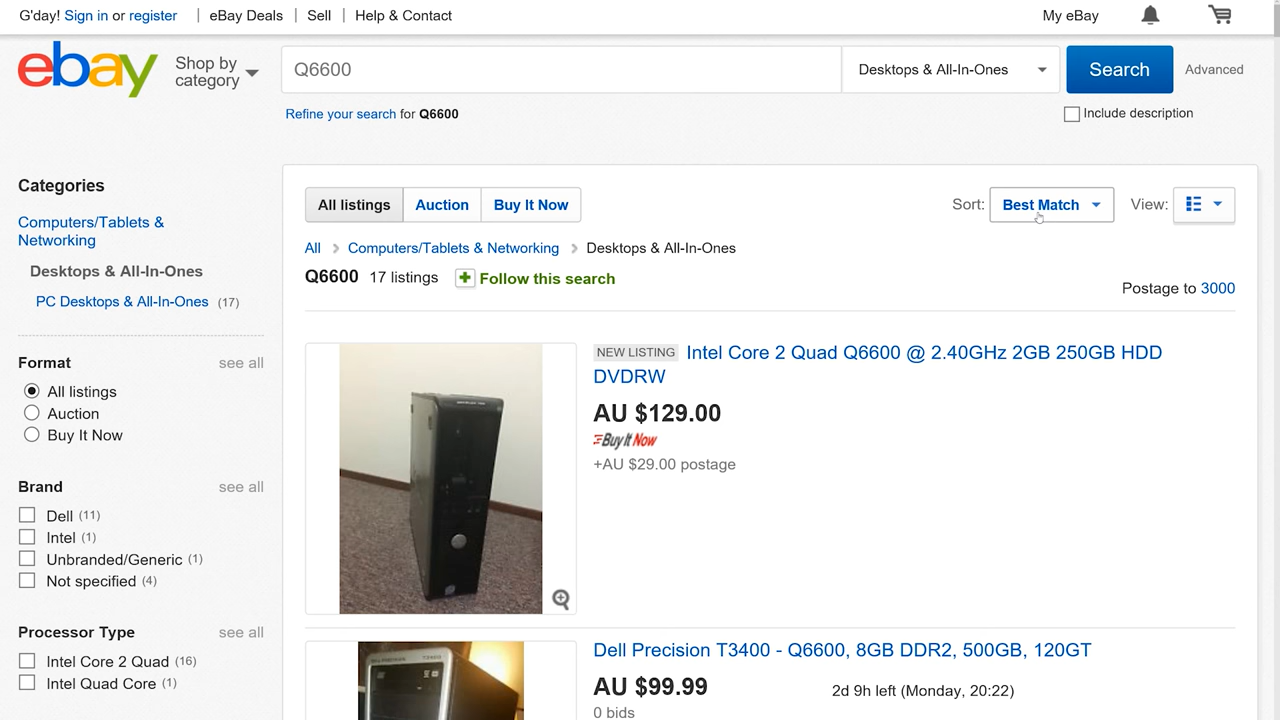 G'day! Sign in or register | eBay Deals | Sell | Help & Contact My eBay
ebay
Shop by
category
Q6600
Desktops & All-In-Ones
Search
Advanced
Refine your search for Q6600
Include description
Categories
Computers/Tablets &
Networking
Desktops & All-In-Ones
PC Desktops & All-In-Ones (17)
Format see all
All listings
Auction
Buy It Now
Brand see all
Dell (11)
Intel (1)
Unbranded/Generic (1)
Not specified (4)
Processor Type see all
Intel Core 2 Quad (16)
Intel Quad Core (1)
All listings Auction Buy It Now
Sort: Best Match View:
All Computers/Tablets & Networking Desktops & All-In-Ones
Q6600 17 listings Follow this search
Postage to 3000
NEW LISTING Intel Core 2 Quad Q6600 @ 2.40GHz 2GB 250GB HDD
DVDRW
AU $129.00
Buy It Now
+AU $29.00 postage
Dell Precision T3400 - Q6600, 8GB DDR2, 500GB, 120GT
AU $99.99
2d 9h left (Monday, 20:22)
0 bids